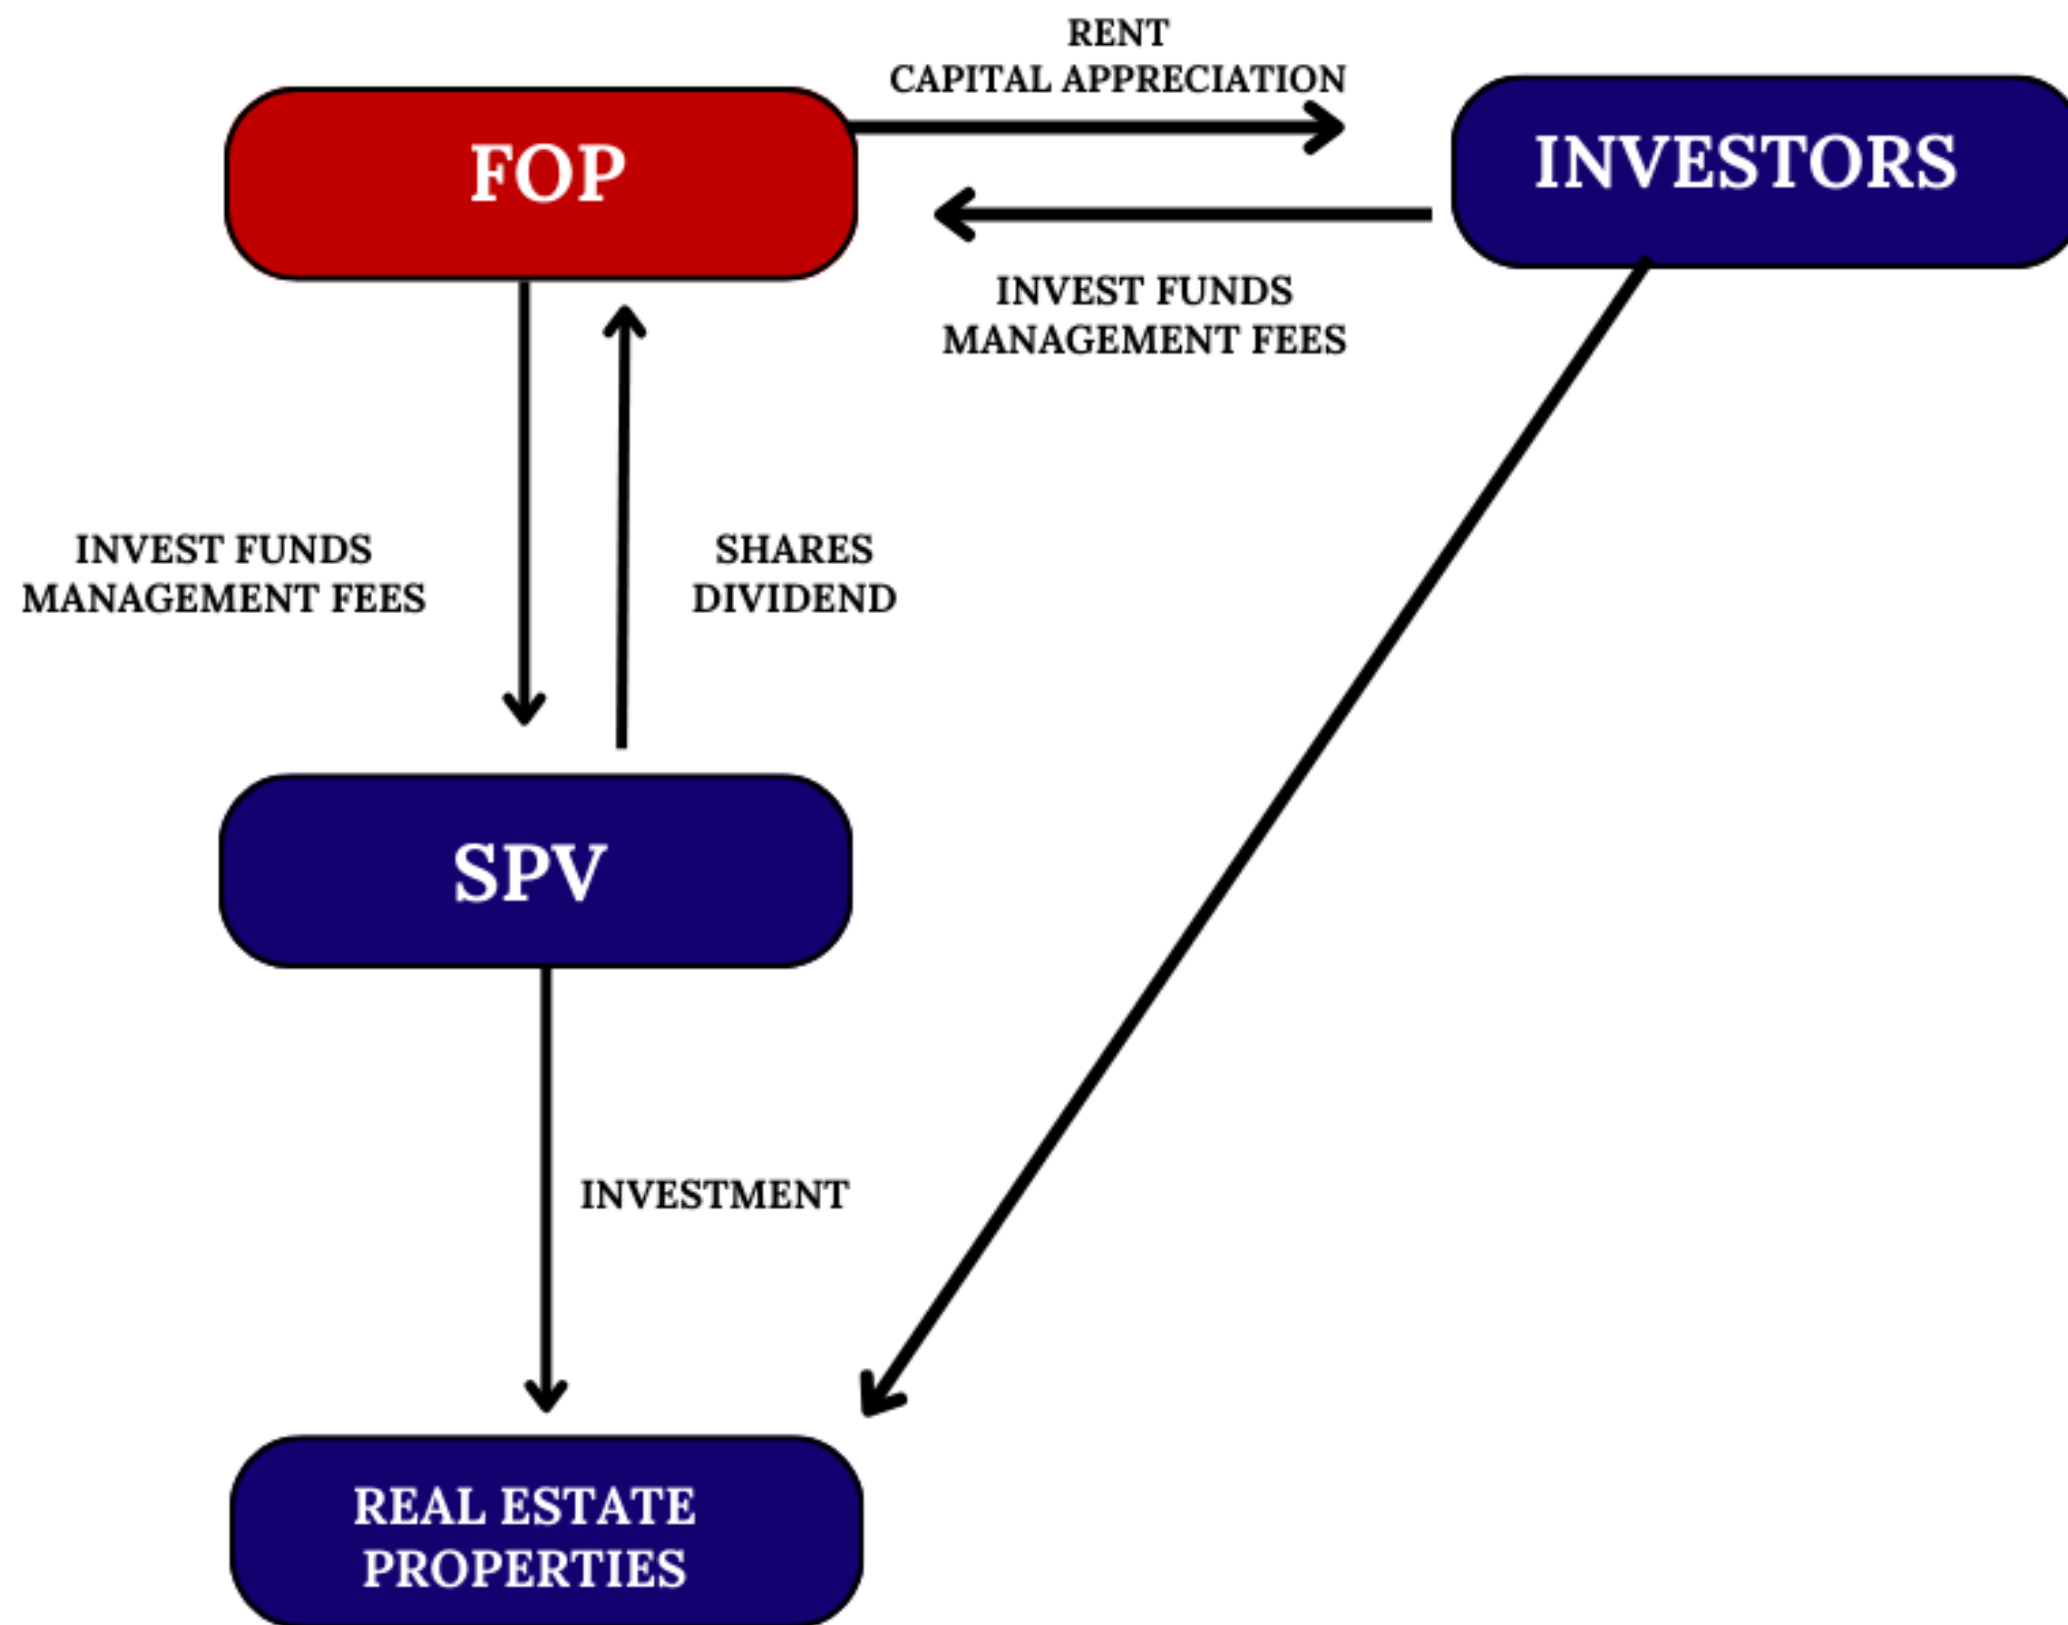 RENT
CAPITAL APPRECIATION
FOP
INVESTORS
INVEST FUNDS
MANAGEMENT FEES
INVEST FUNDS
MANAGEMENT FEES
SHARES
DIVIDEND
SPV
INVESTMENT
REAL ESTATE
PROPERTIES